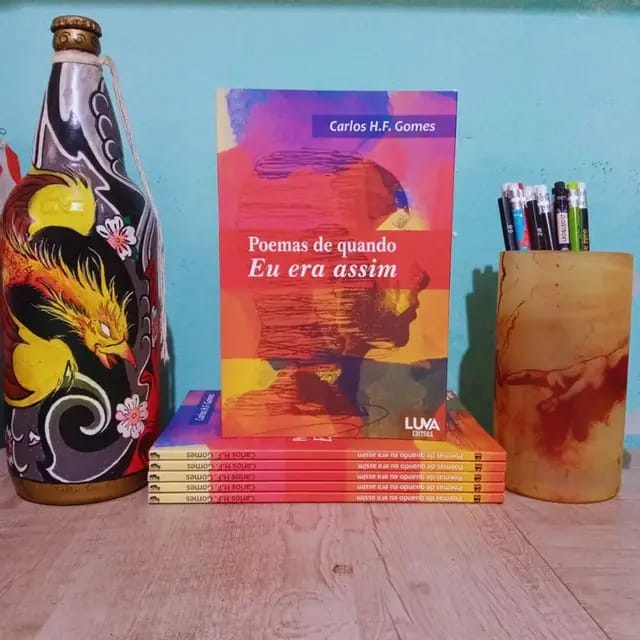 Carlos H.F. Gomes
Poemas de quando
Eu era assim
LUVA
EDITORA
Carlos H.F. Gomes
Poemas de quando eu era assim Carlos H.F. Gomes
Poemas de quando eu era assim Carlos H.F. Gomes
Poemas de quando eu era assim Carlos H.F. Gomes
Poemas de quando eu era assim Carlos H.F. Gomes
Poemas de quando eu era assim Carlos H.F. Gomes